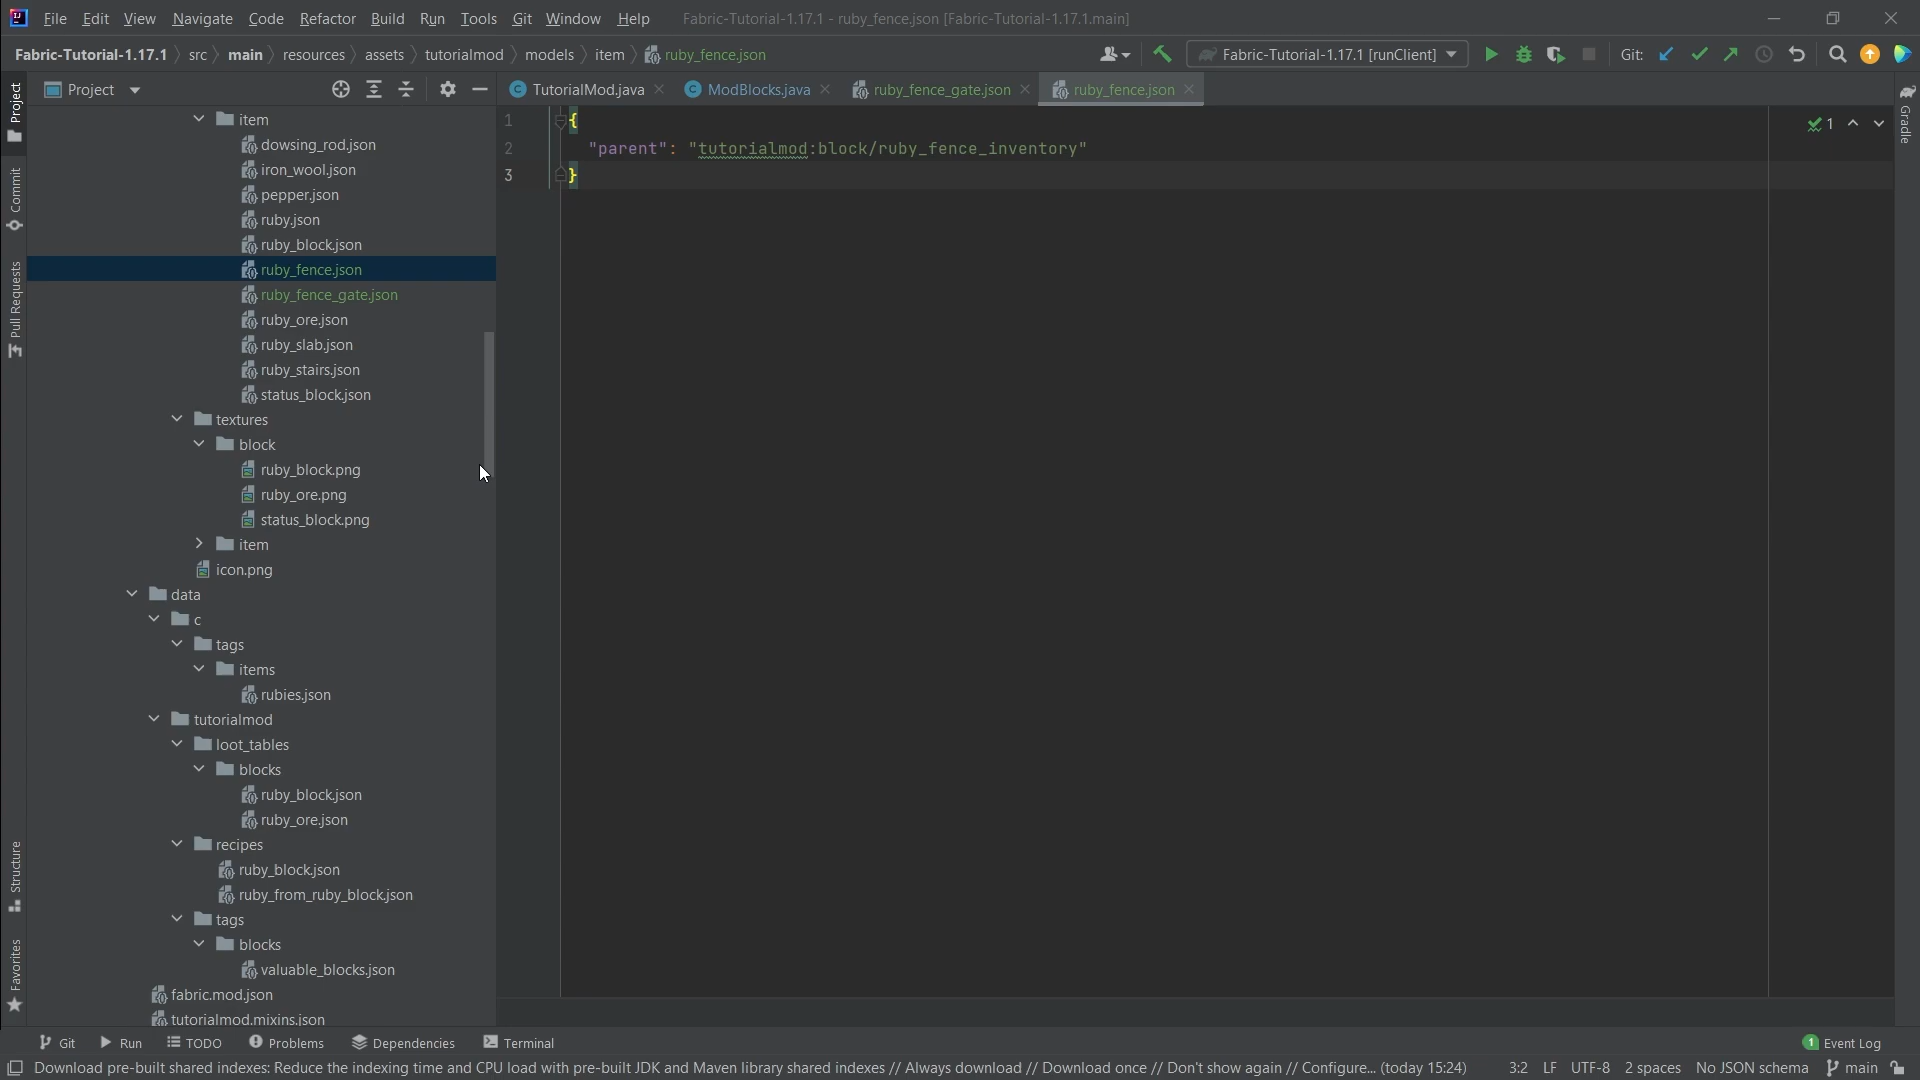 File Edit View Navigate Code Refactor Build Run Tools Git Window Help Fabric-Tutorial-1.17.1 - ruby_fence.json [Fabric-Tutorial-1.17.1.main]
Fabric-Tutorial-1.17.1 src main resources assets tutorialmod models item ruby_fence.json Fabric-Tutorial-1.17.1 [runClient] Git:
Project TutorialMod.java ModBlocks.java ruby_fence_gate.json ruby_fence.json
Project
Commit
Pull Requests
Structure
Favorites
item
dowsing_rod.json
iron_wool.json
pepper.json
ruby.json
ruby_block.json
ruby_fence.json
ruby_fence_gate.json
ruby_ore.json
ruby_slab.json
ruby_stairs.json
status_block.json
textures
block
ruby_block.png
ruby_ore.png
status_block.png
item
icon.png
data
c
tags
items
rubies.json
tutorialmod
loot_tables
blocks
ruby_block.json
ruby_ore.json
recipes
ruby_block.json
ruby_from_ruby_block.json
tags
blocks
valuable_blocks.json
fabric.mod.json
tutorialmod.mixins.json
1 {
2 "parent": "tutorialmod:block/ruby_fence_inventory"
3 }
1
Gradle
Git Run TODO Problems Dependencies Terminal 1 Event Log
Download pre-built shared indexes: Reduce the indexing time and CPU load with pre-built JDK and Maven library shared indexes // Always download // Download once // Don't show again // Configure... (today 15:24) 3:2 LF UTF-8 2 spaces No JSON schema main